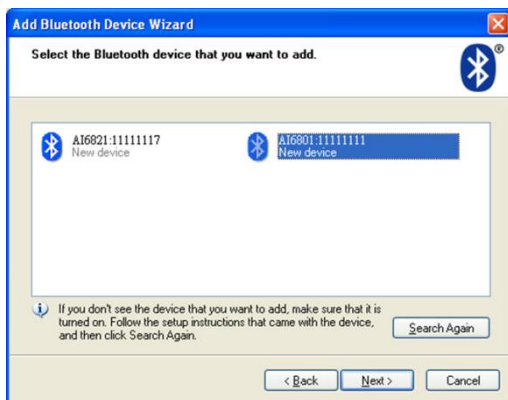 Add Bluetooth Device Wizard
Select the Bluetooth device that you want to add.
®
AI6821:11111117
New device
AI6801:11111111
New device
If you don't see the device that you want to add, make sure that it is
turned on. Follow the setup instructions that came with the device,
and then click Search Again.
Search Again
< Back
Next >
Cancel